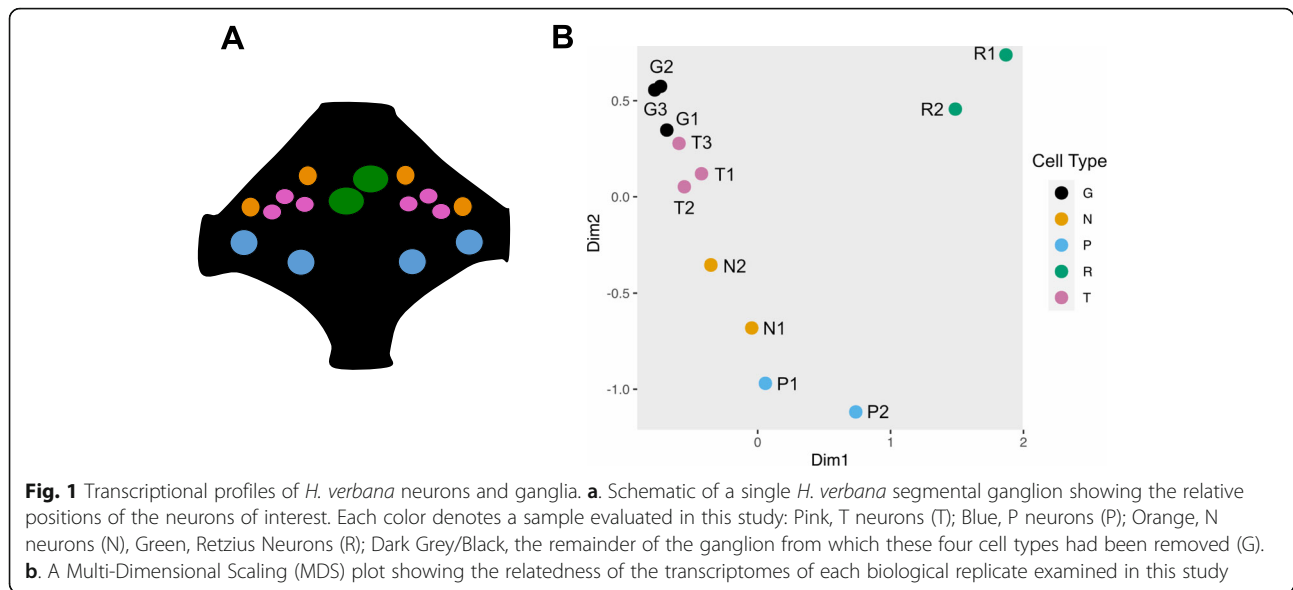 A
B
R1
G2
0.5
R2
G3
G1
T3
T1
0.0
T2
Dim2
N2
-0.5
N1
P1
-1.0
P2
0
1
2
Dim1
Cell Type
G
N
P
R
T
Fig. 1 Transcriptional profiles of H. verbana neurons and ganglia. a. Schematic of a single H. verbana segmental ganglion showing the relative
positions of the neurons of interest. Each color denotes a sample evaluated in this study: Pink, T neurons (T); Blue, P neurons (P); Orange, N
neurons (N), Green, Retzius Neurons (R); Dark Grey/Black, the remainder of the ganglion from which these four cell types had been removed (G).
b. A Multi-Dimensional Scaling (MDS) plot showing the relatedness of the transcriptomes of each biological replicate examined in this study